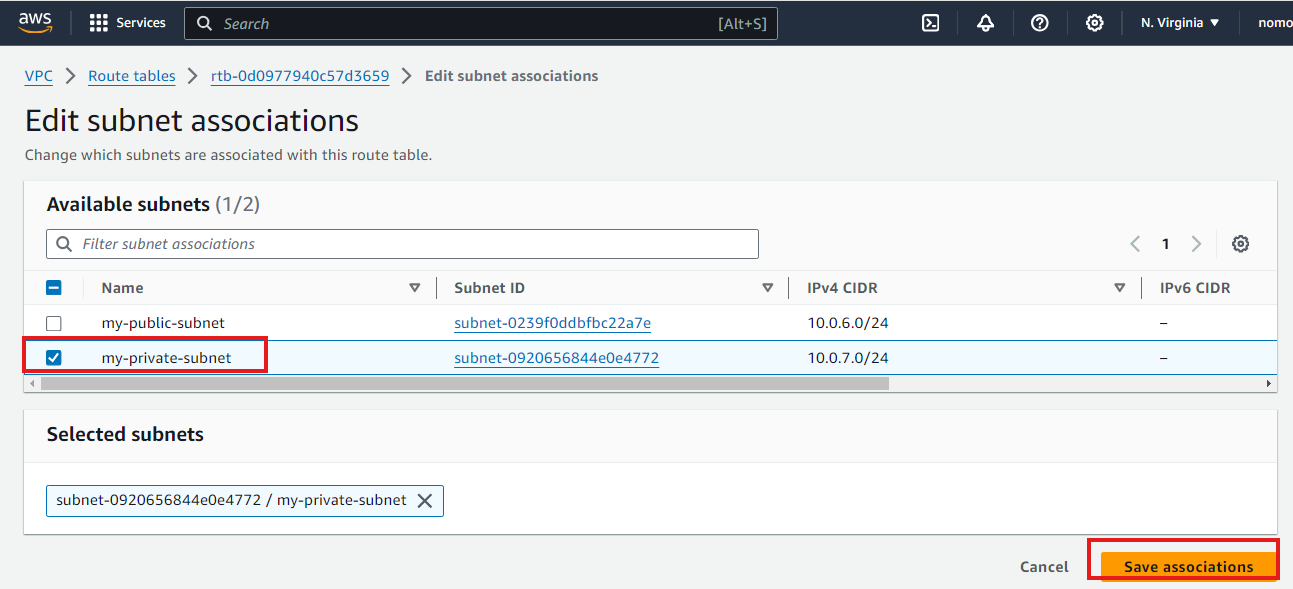 aws Services Search [Alt+S] N. Virginia ▼ nomo
VPC > Route tables > rtb-0d0977940c57d3659 > Edit subnet associations
Edit subnet associations
Change which subnets are associated with this route table.
Available subnets (1/2)
Filter subnet associations
1
Name Subnet ID IPv4 CIDR IPv6 CIDR
my-public-subnet subnet-0239f0ddbfbc22a7e 10.0.6.0/24 –
my-private-subnet subnet-0920656844e0e4772 10.0.7.0/24 –
Selected subnets
subnet-0920656844e0e4772 / my-private-subnet
Cancel Save associations